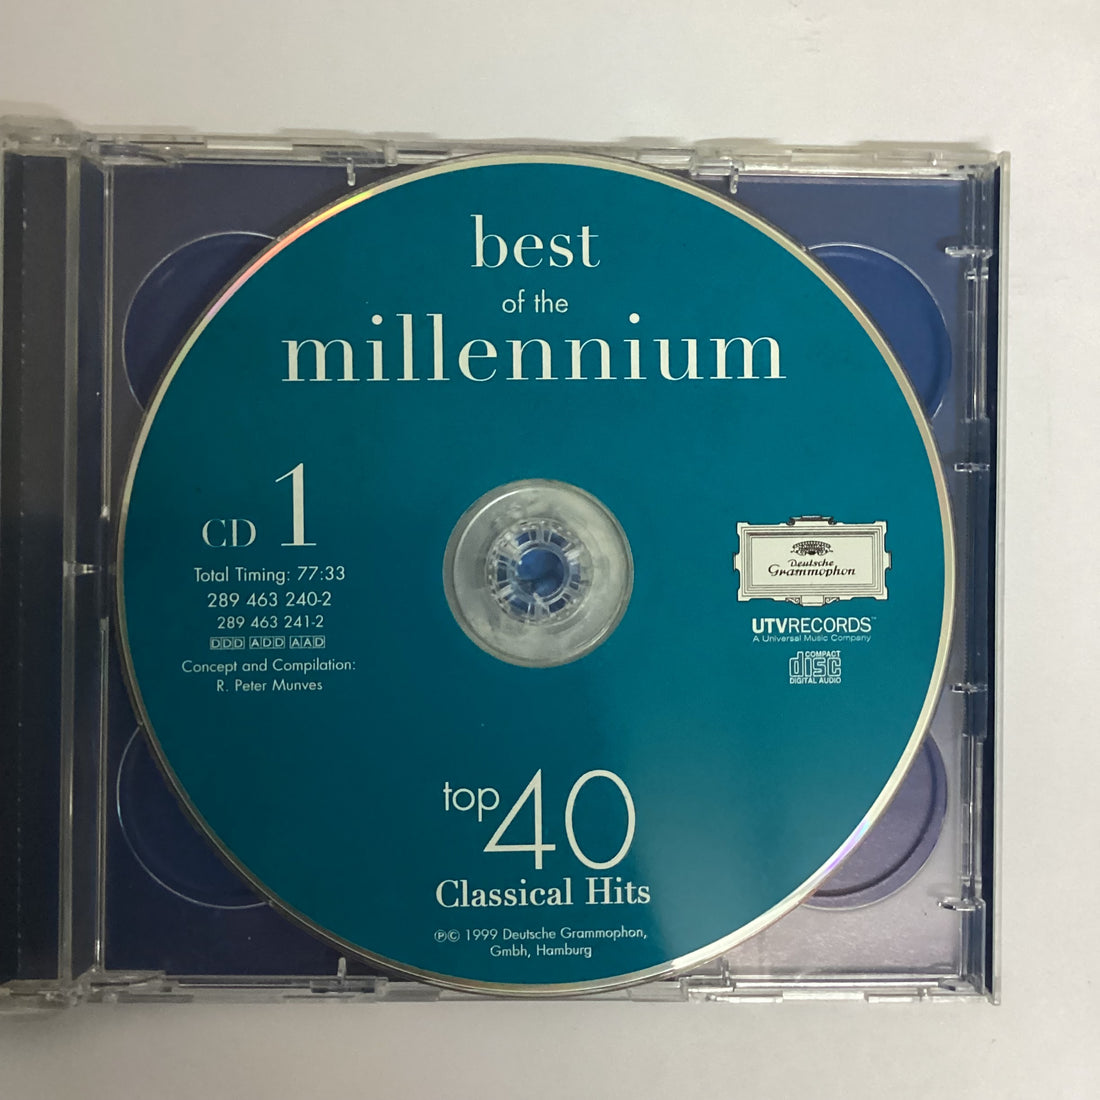 best
of the
millennium
CD 1
Total Timing: 77:33
289 463 240-2
289 463 241-2
DDD ADD AAD
Concept and Compilation:
R. Peter Munves
Deutsche
Grammophon
UTVRECORDS™
A Universal Music Company
COMPACT
disc
DIGITAL AUDIO
top 40
Classical Hits
℗© 1999 Deutsche Grammophon,
Gmbh, Hamburg